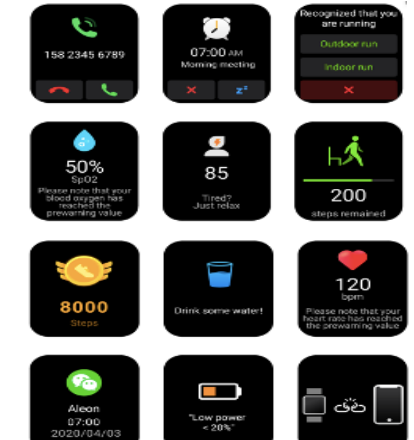 158 2345 6789
07:00 AM
Morning meeting
Recognized that you
are running
Outdoor run
Indoor run
50%
SpO2
Please note that your
blood oxygen has
reached the
prewarning value
85
Tired?
Just relax
200
steps remained
8000
Steps
Drink some water!
120
bpm
Please note that your
heart rate has reached
the prewarning value
Aleon
07:00
2020/04/03
"Low power
< 20%"